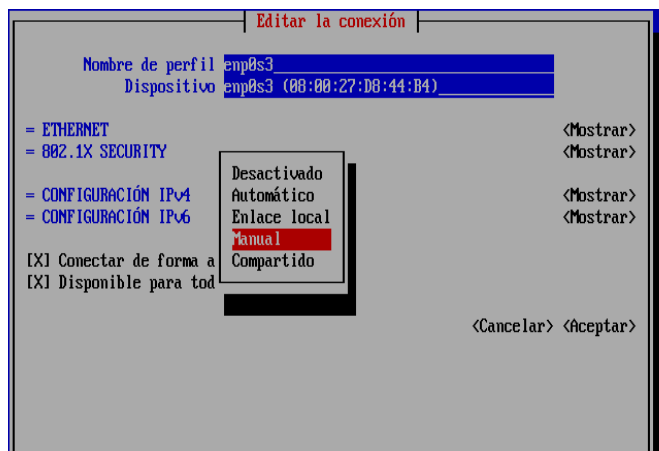 Editar la conexión
Nombre de perfil enp0s3
Dispositivo enp0s3 (08:00:27:D8:44:B4)
= ETHERNET <Mostrar>
= 802.1X SECURITY <Mostrar>
Desactivado
= CONFIGURACIÓN IPv4 Automático <Mostrar>
= CONFIGURACIÓN IPv6 Enlace local <Mostrar>
Manual
[X] Conectar de forma a Compartido
[X] Disponible para tod
<Cancelar> <Aceptar>